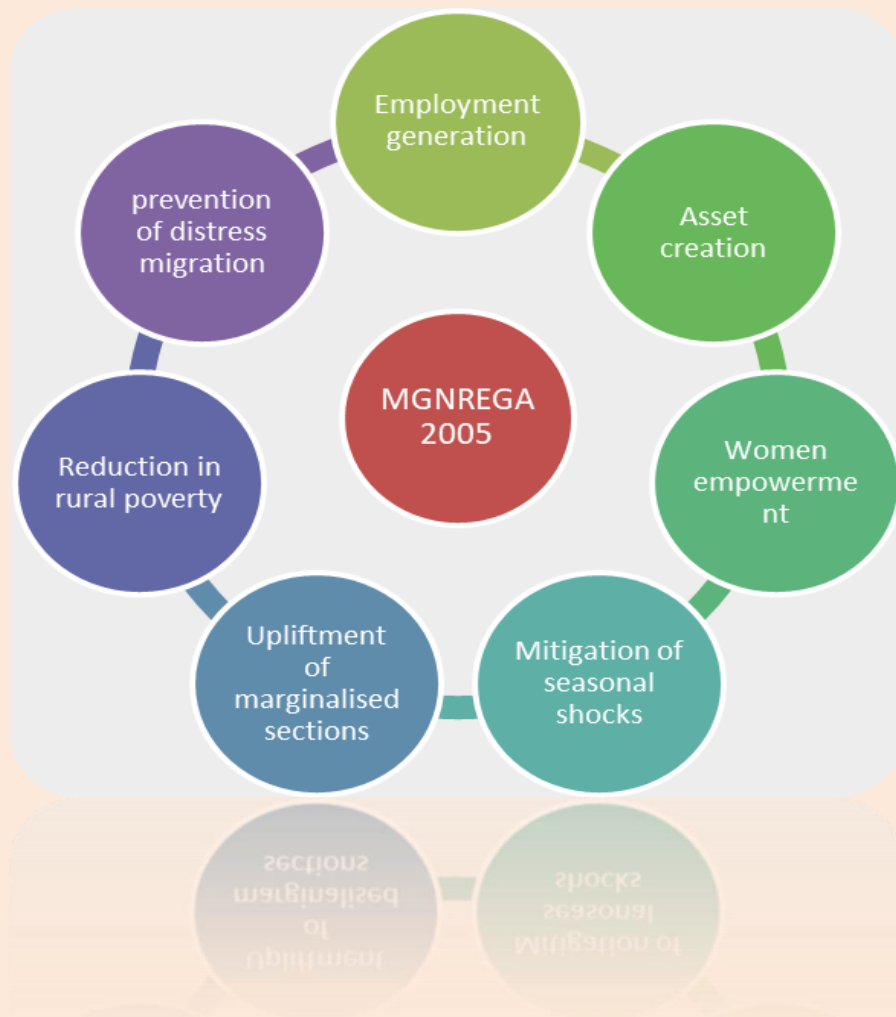 Employment
generation
Asset
creation
Women
empowerme
nt
Mitigation of
seasonal
shocks
Upliftment
of
marginalised
sections
Reduction in
rural poverty
prevention
of distress
migration
MGNREGA
2005